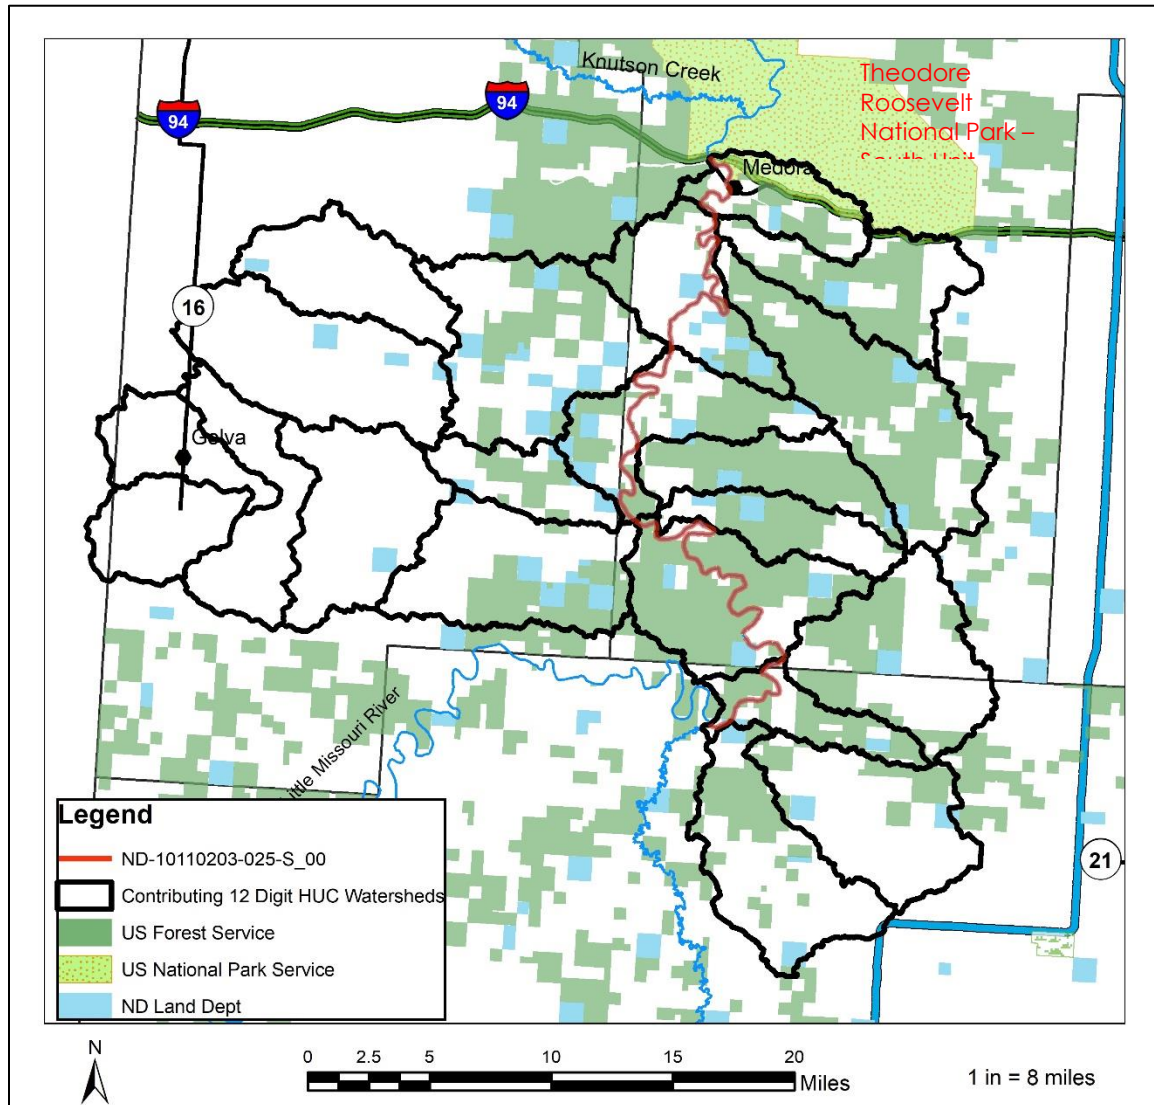 Knutson Creek
Theodore
Roosevelt
National Park –
South Unit
94
94
Medora
16
Golva
Little Missouri River
21
Legend
ND-10110203-025-S_00
Contributing 12 Digit HUC Watersheds
US Forest Service
US National Park Service
ND Land Dept
N
0 2.5 5 10 15 20
Miles
1 in = 8 miles